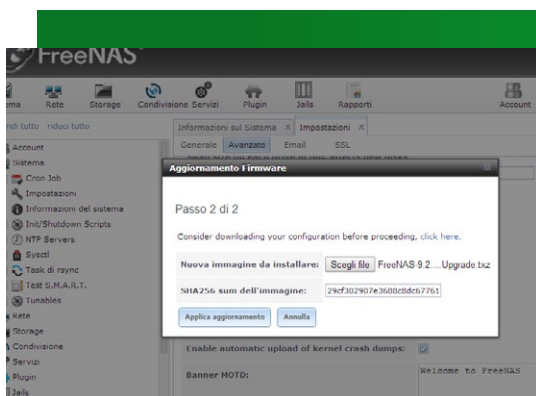 FreeNAS
Rete Storage Condivisione Servizi Plugin Jails Rapporti Account
riduci tutto
Informazioni sul Sistema X Impostazioni X
Generale Avanzato Email SSL
Account
Sistema
Cron Job
Impostazioni
Informazioni del sistema
Init/Shutdown Scripts
NTP Servers
Sysctl
Task di rsync
Test S.M.A.R.T.
Tunables
Rete
Storage
Condivisione
Servizi
Plugin
Jails
Aggiornamento Firmware
Passo 2 di 2
Consider downloading your configuration before proceeding, click here.
Nuova immagine da installare: Scegli file FreeNAS-9.2....Upgrade.txz
SHA256 sum dell'immagine: 29cf302907e3688c8dc67761
Applica aggiornamento Annulla
Enable automatic upload of kernel crash dumps:
Banner MOTD: Welcome to FreeNAS